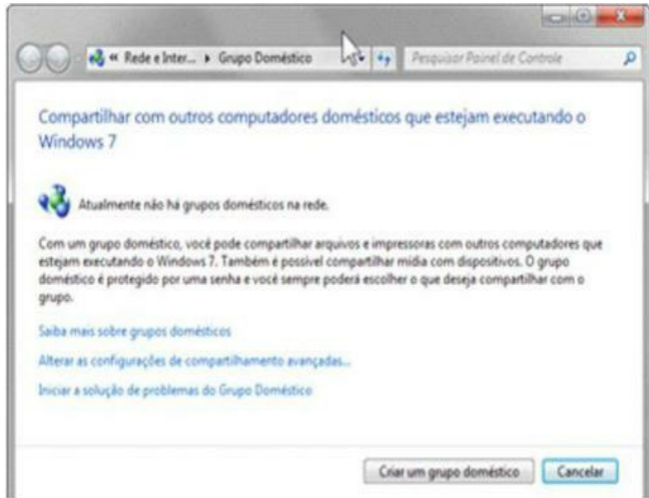 « Rede e Inter... ▸ Grupo Doméstico Pesquisar Painel de Controle
Compartilhar com outros computadores domésticos que estejam executando o
Windows 7
Atualmente não há grupos domésticos na rede.
Com um grupo doméstico, você pode compartilhar arquivos e impressoras com outros computadores que
estejam executando o Windows 7. Também é possível compartilhar mídia com dispositivos. O grupo
doméstico é protegido por uma senha e você sempre poderá escolher o que deseja compartilhar com o
grupo.
Saiba mais sobre grupos domésticos
Alterar as configurações de compartilhamento avançadas...
Iniciar a solução de problemas do Grupo Doméstico
Criar um grupo doméstico Cancelar